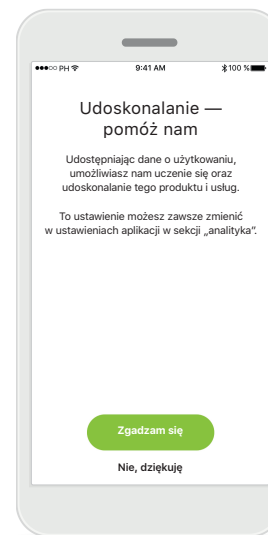 ●●●○○ PH 9:41 AM 100 %
Udoskonalanie —
pomóż nam
Udostępniając dane o użytkowaniu,
umożliwiasz nam uczenie się oraz
udoskonalanie tego produktu i usług.
To ustawienie możesz zawsze zmienić
w ustawieniach aplikacji w sekcji „analityka”.
Zgadzam się
Nie, dziękuję